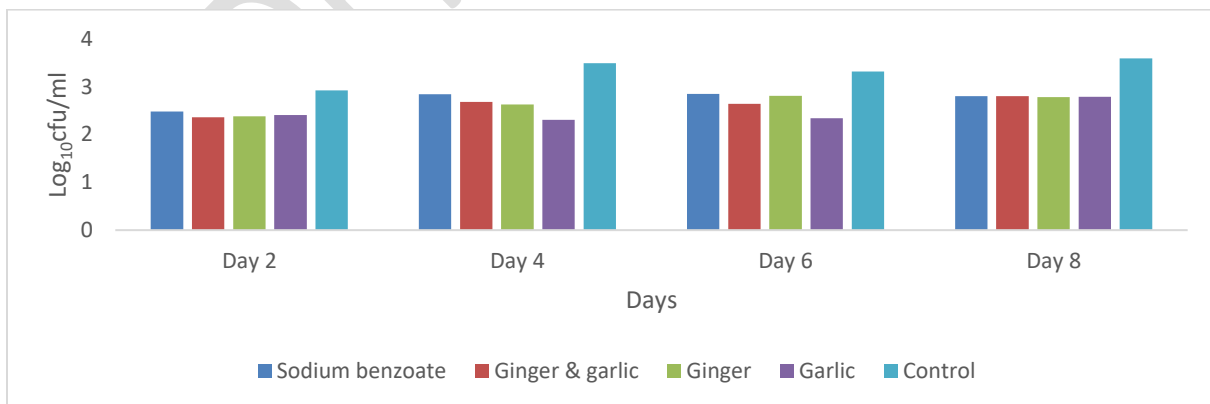 4
3
2
1
0
Log₁₀cfu/ml
Day 2 Day 4 Day 6 Day 8
Days
Sodium benzoate Ginger & garlic Ginger Garlic Control